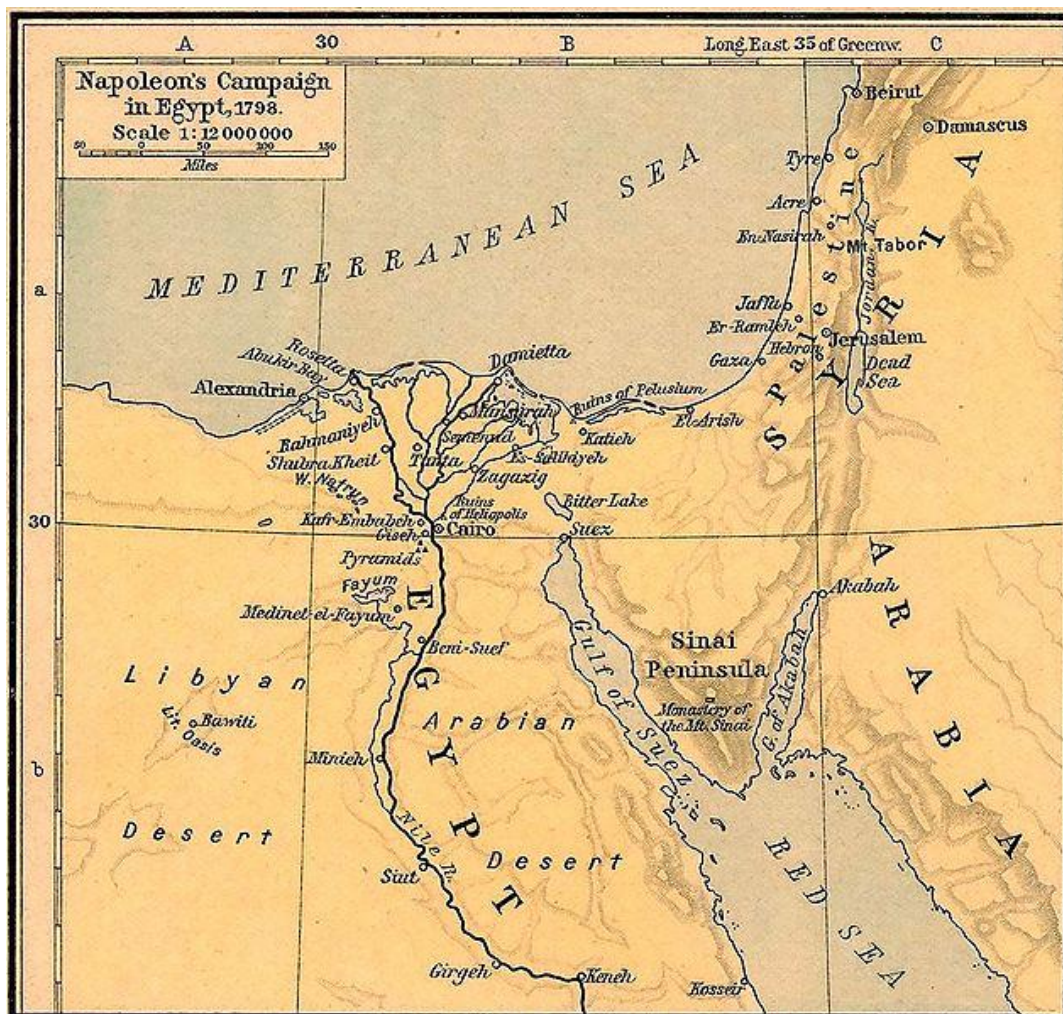 A
30
B
Long. East 35 of Greenw.
C
Napoleon's Campaign
in Egypt, 1798.
Scale 1:12 000 000
50
0
50
100
150
Miles
Beirut
Damascus
Tyre
Acre
En-Nasirah
Mt. Tabor
Jordan R.
Palestine
SYRIA
MEDITERRANEAN SEA
a
Jaffa
Er-Ramleh
Jerusalem
Gaza
Hebron
Dead
Sea
Rosetta
Abukir Bay
Alexandria
Damietta
Ruins of Pelusium
El-Arish
Katieh
Rahmaniyeh
Mansurah
Semenud
Shubra Kheit
Tanta
Es-Salihiyeh
Zagazig
W. Natrun
Ruins
of Heliopolis
Bitter Lake
30
Kafr-Embabeh
Cairo
Suez
Giseh
Pyramids
Fayum
Medinet-el-Fayum
Akabah
ARABIA
Beni-Suef
EGYPT
Sinai
Peninsula
Monastery of
the Mt. Sinai
Gulf of Suez
G. of Akabah
Libyan
Desert
Bawiti
Lit. Oasis
Arabian
Desert
b
Minieh
Nile R.
Siut
RED SEA
Girgeh
Keneh
Kosseir